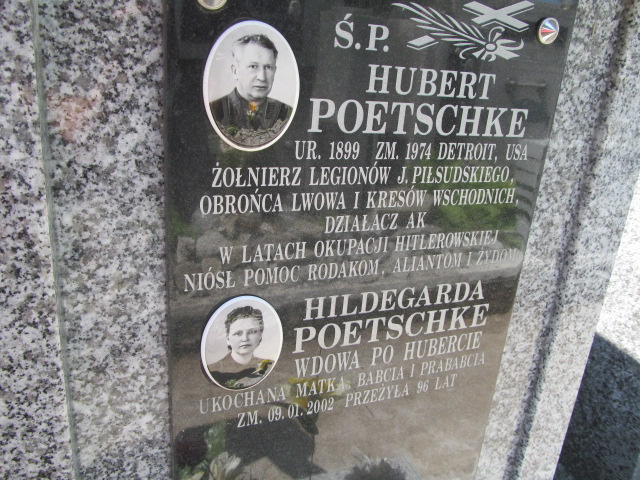 Ś.P.
HUBERT
POETSCHKE
UR. 1899 ZM. 1974 DETROIT, USA
ŻOŁNIERZ LEGIONÓW J. PIŁSUDSKIEGO,
OBROŃCA LWOWA I KRESÓW WSCHODNICH,
DZIAŁACZ AK
W LATACH OKUPACJI HITLEROWSKIEJ
NIÓSŁ POMOC RODAKOM, ALIANTOM I ŻYDOM
HILDEGARDA
POETSCHKE
WDOWA PO HUBERCIE
UKOCHANA MATKA, BABCIA I PRABABCIA
ZM. 09.01.2002 PRZEŻYŁA 96 LAT